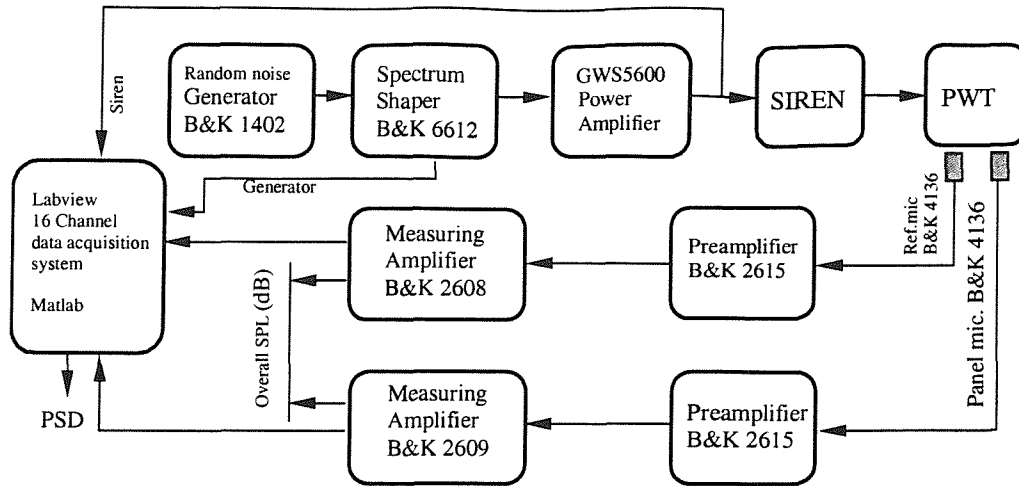 Siren
Random noise
Generator
B&K 1402
Spectrum
Shaper
B&K 6612
GWS5600
Power
Amplifier
SIREN
PWT
Generator
Labview
16 Channel
data acquisition
system
Matlab
Measuring
Amplifier
B&K 2608
Preamplifier
B&K 2615
Ref.mic
B&K 4136
Panel mic. B&K 4136
Overall SPL (dB)
Measuring
Amplifier
B&K 2609
Preamplifier
B&K 2615
PSD